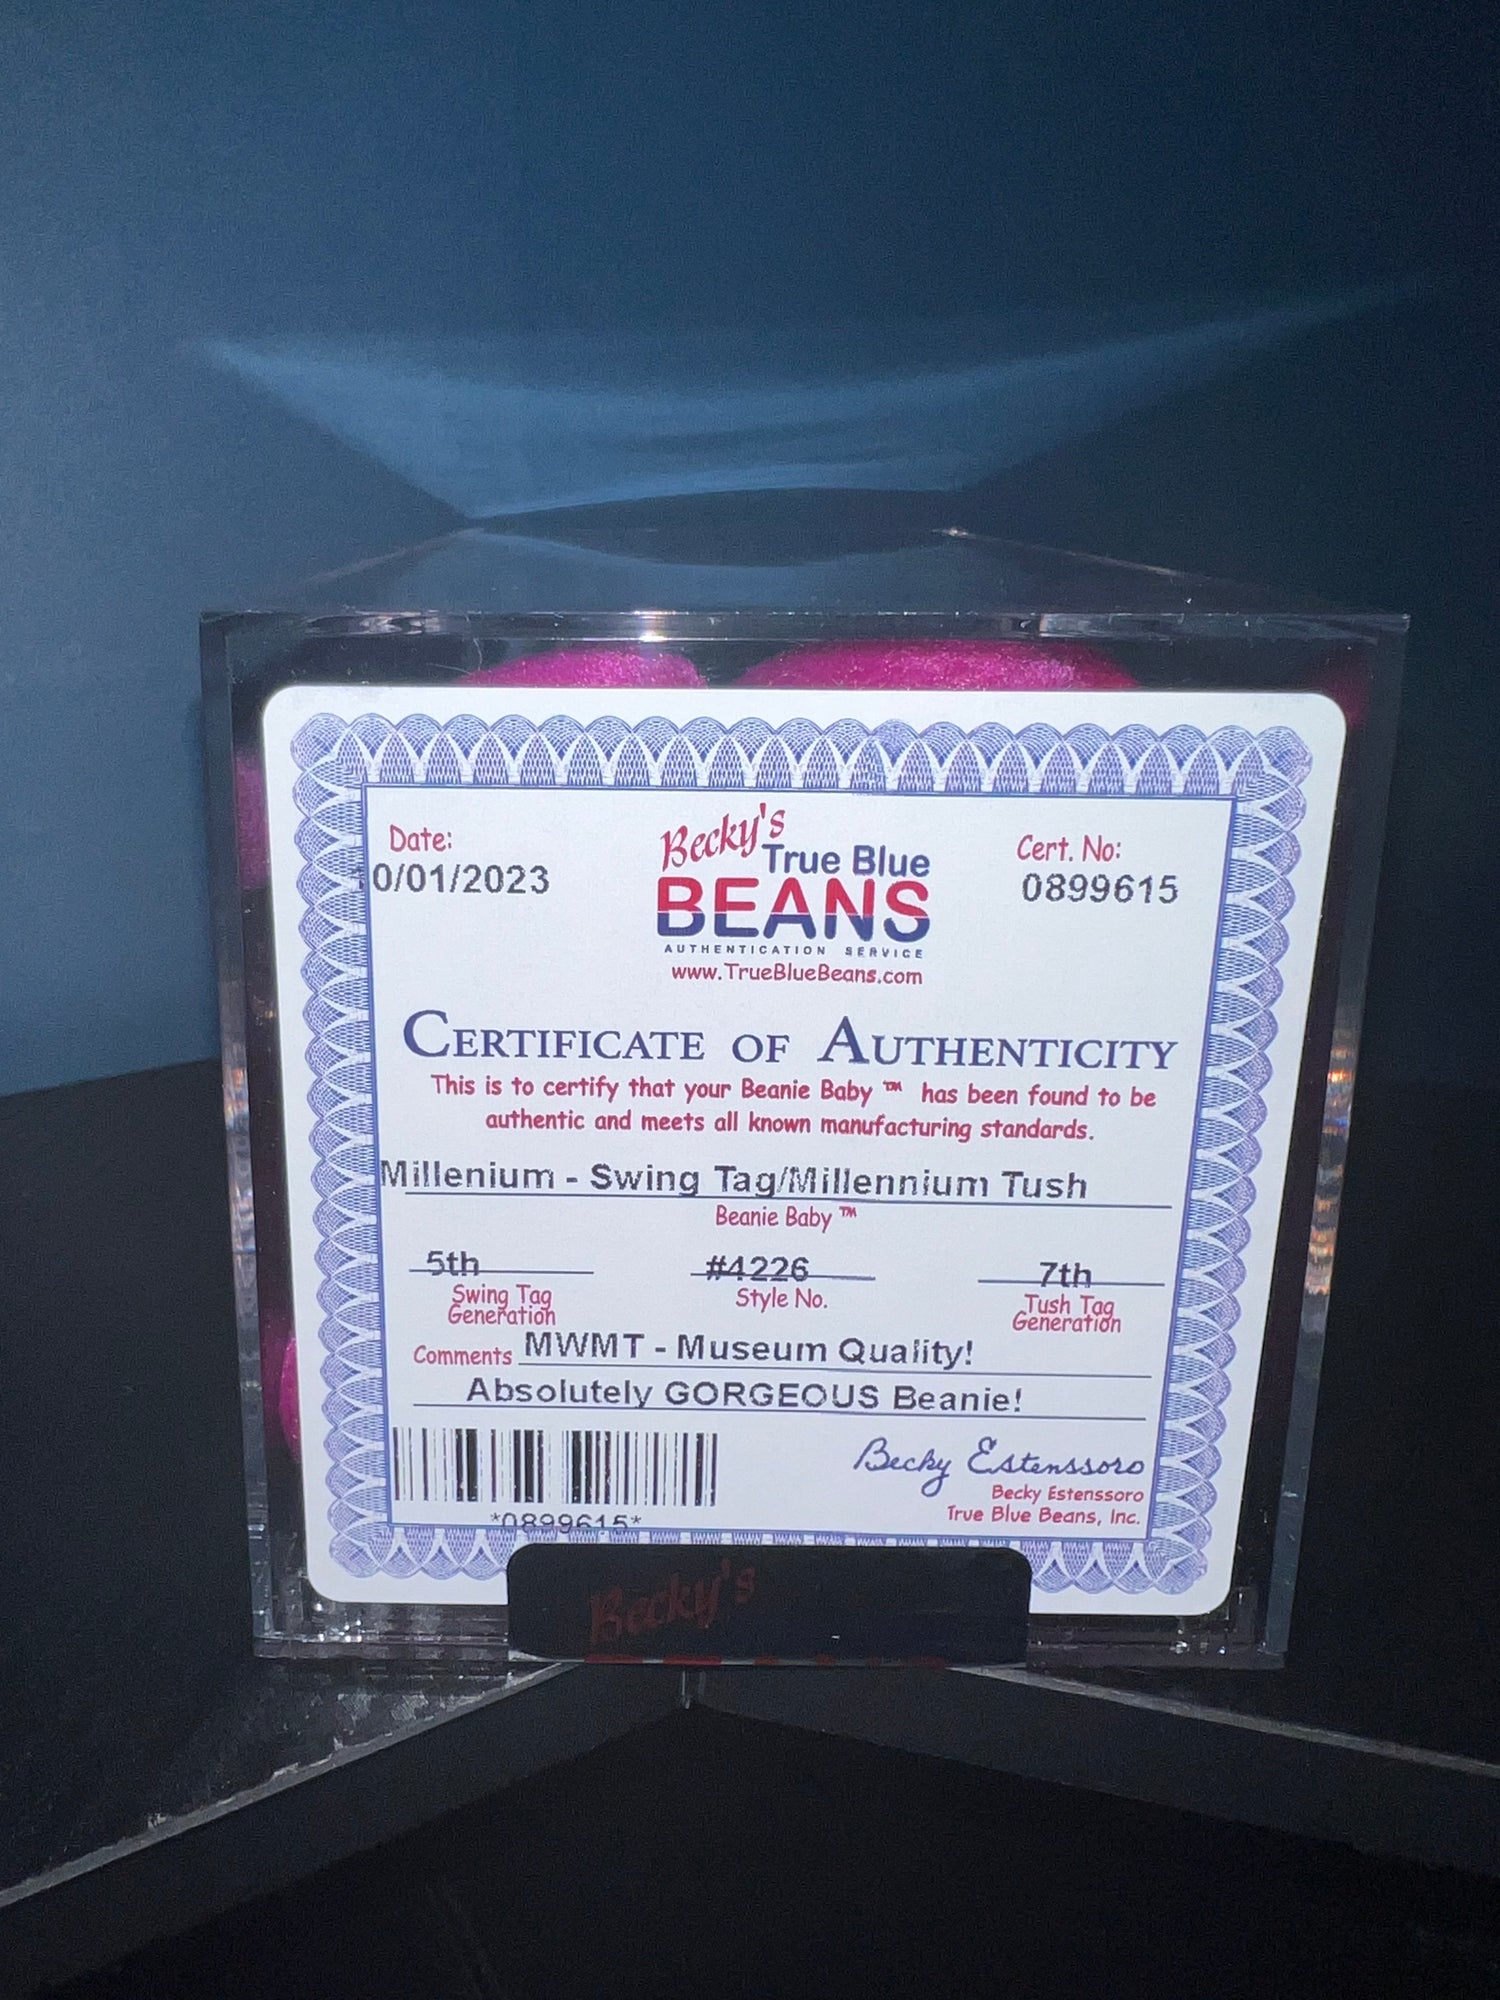 Date:
0/01/2023
Becky's
True Blue
BEANS
AUTHENTICATION SERVICE
www.TrueBlueBeans.com
Cert. No:
0899615
CERTIFICATE OF AUTHENTICITY
This is to certify that your Beanie Baby ™ has been found to be
authentic and meets all known manufacturing standards.
Millenium - Swing Tag/Millennium Tush
Beanie Baby ™
5th #4226 7th
Swing Tag Generation
Style No.
Tush Tag Generation
Comments MWMT - Museum Quality!
Absolutely GORGEOUS Beanie!
*0899615*
Becky Estenssoro
Becky Estenssoro
True Blue Beans, Inc.
Becky's